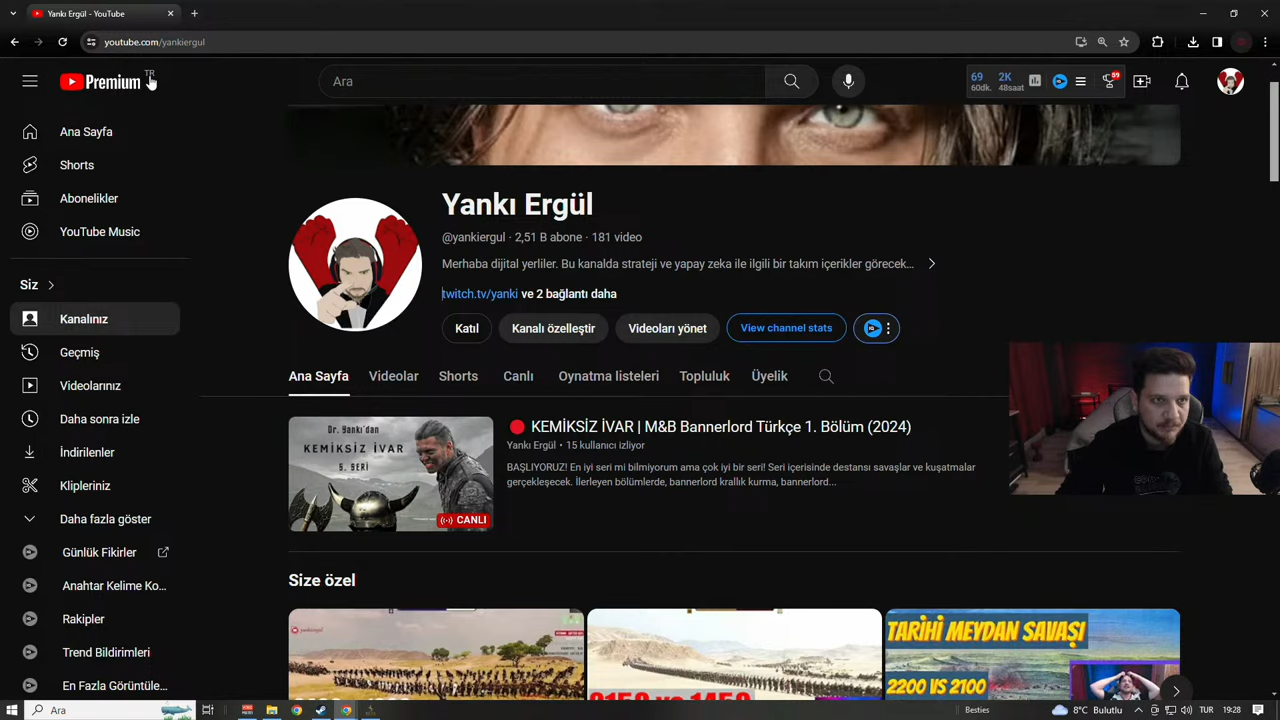 Yankı Ergül - YouTube
youtube.com/yankiergul
Premium TR
Ara
69 2K
60dk. 48saat
59
Ana Sayfa
Shorts
Abonelikler
YouTube Music
Siz
Kanalınız
Geçmiş
Videolarınız
Daha sonra izle
İndirilenler
Klipleriniz
Daha fazla göster
Günlük Fikirler
Anahtar Kelime Ko...
Rakipler
Trend Bildirimleri
En Fazla Görüntüle...
Yankı Ergül
@yankiergul · 2,51 B abone · 181 video
Merhaba dijital yerliler. Bu kanalda strateji ve yapay zeka ile ilgili bir takım içerikler görecek...
twitch.tv/yanki ve 2 bağlantı daha
Katıl Kanalı özelleştir Videoları yönet View channel stats
Ana Sayfa Videolar Shorts Canlı Oynatma listeleri Topluluk Üyelik
Dr. Yankı'dan
KEMİKSİZ İVAR
5. SERİ
CANLI
KEMİKSİZ İVAR | M&B Bannerlord Türkçe 1. Bölüm (2024)
Yankı Ergül • 15 kullanıcı izliyor
BAŞLIYORUZ! En iyi seri mi bilmiyorum ama çok iyi bir seri! Seri içerisinde destansı savaşlar ve kuşatmalar
gerçekleşecek. İlerleyen bölümlerde, bannerlord krallık kurma, bannerlord...
Size özel
TARİHİ MEYDAN SAVAŞI
2200 VS 2100
Ara
Besties
8°C Bulutlu
TUR
19:28